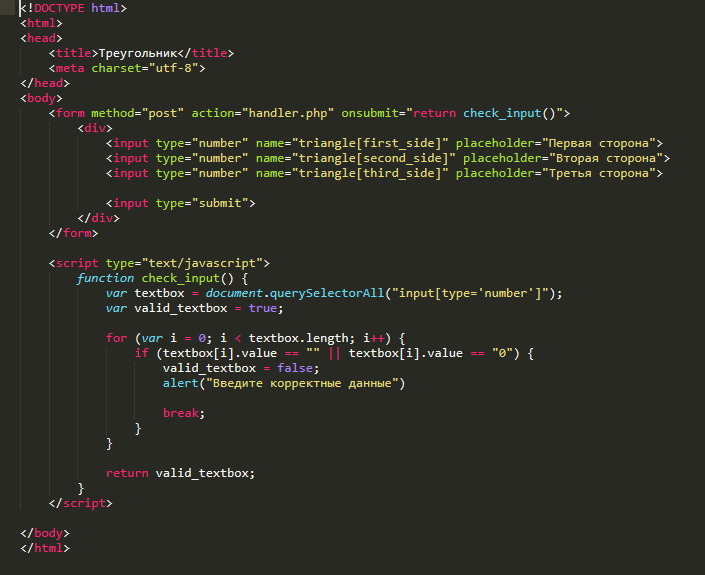 <!DOCTYPE html>
<html>
<head>
    <title>Треугольник</title>
    <meta charset="utf-8">
</head>
<body>
    <form method="post" action="handler.php" onsubmit="return check_input()">
        <div>
            <input type="number" name="triangle[first_side]" placeholder="Первая сторона">
            <input type="number" name="triangle[second_side]" placeholder="Вторая сторона">
            <input type="number" name="triangle[third_side]" placeholder="Третья сторона">

            <input type="submit">
        </div>
    </form>

    <script type="text/javascript">
        function check_input() {
            var textbox = document.querySelectorAll("input[type='number']");
            var valid_textbox = true;

            for (var i = 0; i < textbox.length; i++) {
                if (textbox[i].value == "" || textbox[i].value == "0") {
                    valid_textbox = false;
                    alert("Введите корректные данные")

                    break;
                }
            }

            return valid_textbox;
        }
    </script>

</body>
</html>